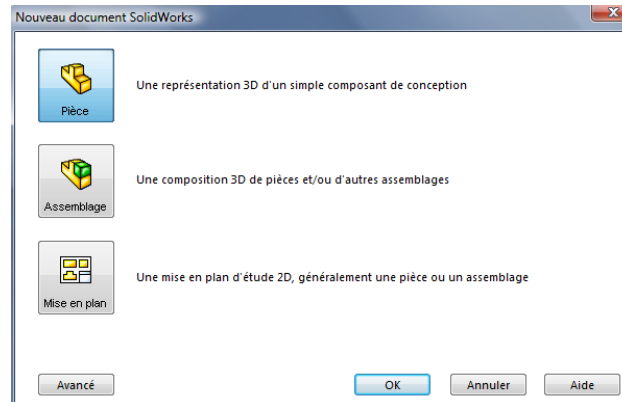 Nouveau document SolidWorks
Pièce
Une représentation 3D d'un simple composant de conception
Assemblage
Une composition 3D de pièces et/ou d'autres assemblages
Mise en plan
Une mise en plan d'étude 2D, généralement une pièce ou un assemblage
Avancé
OK
Annuler
Aide